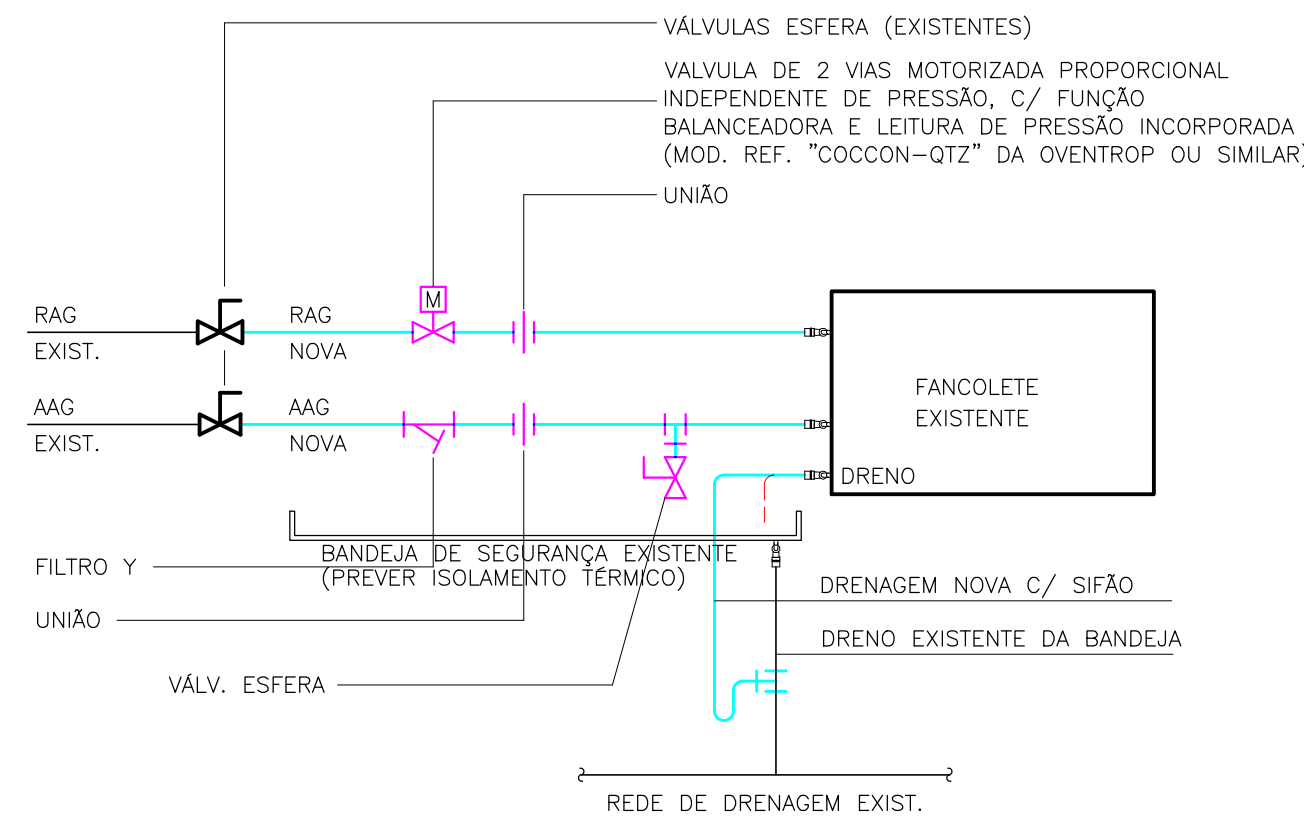 VÁLVULAS ESFERA (EXISTENTES)
VALVULA DE 2 VIAS MOTORIZADA PROPORCIONAL
INDEPENDENTE DE PRESSÃO, C/ FUNÇÃO
BALANCEADORA E LEITURA DE PRESSÃO INCORPORADA
(MOD. REF. "COCCON-QTZ" DA OVENTROP OU SIMILAR)
UNIÃO
M
RAG
EXIST.
RAG
NOVA
AAG
EXIST.
AAG
NOVA
FANCOLETE
EXISTENTE
DRENO
BANDEJA DE SEGURANÇA EXISTENTE
(PREVER ISOLAMENTO TÉRMICO)
FILTRO Y
UNIÃO
VÁLV. ESFERA
DRENAGEM NOVA C/ SIFÃO
DRENO EXISTENTE DA BANDEJA
REDE DE DRENAGEM EXIST.